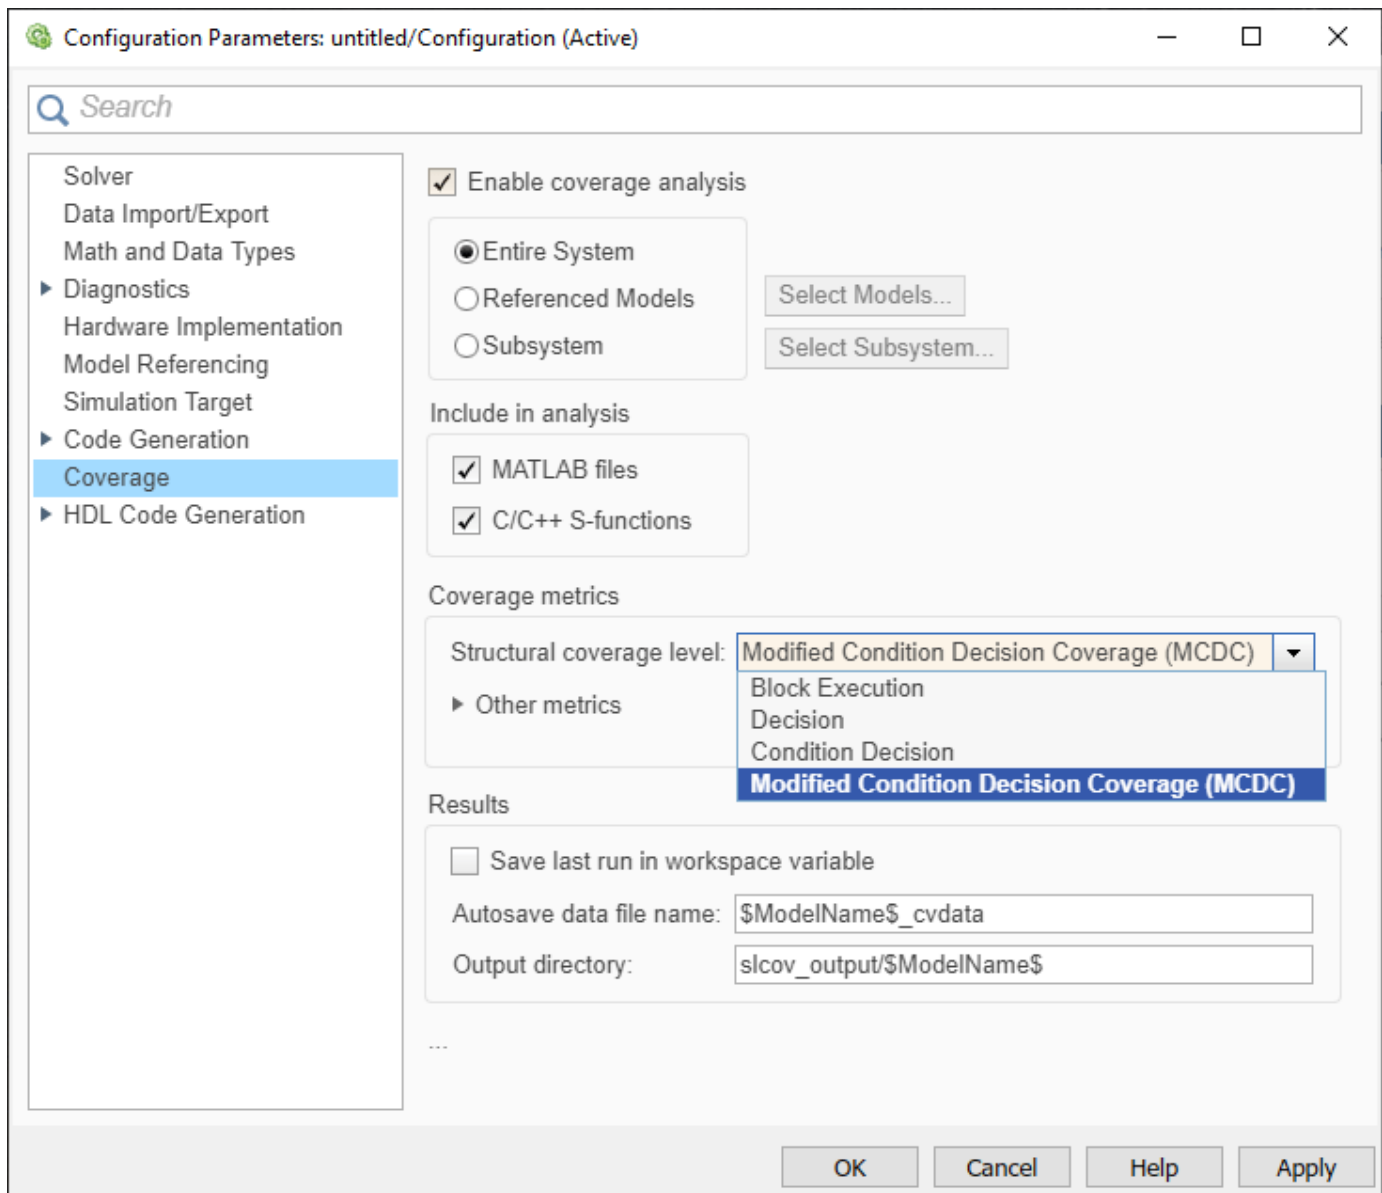 Configuration Parameters: untitled/Configuration (Active)
Search
Solver
Data Import/Export
Math and Data Types
Diagnostics
Hardware Implementation
Model Referencing
Simulation Target
Code Generation
Coverage
HDL Code Generation
Enable coverage analysis
Entire System
Referenced Models
Select Models...
Subsystem
Select Subsystem...
Include in analysis
MATLAB files
C/C++ S-functions
Coverage metrics
Structural coverage level: Modified Condition Decision Coverage (MCDC)
Other metrics
Block Execution
Decision
Condition Decision
Modified Condition Decision Coverage (MCDC)
Results
Save last run in workspace variable
Autosave data file name: $ModelName$_cvdata
Output directory: slcov_output/$ModelName$
...
OK Cancel Help Apply